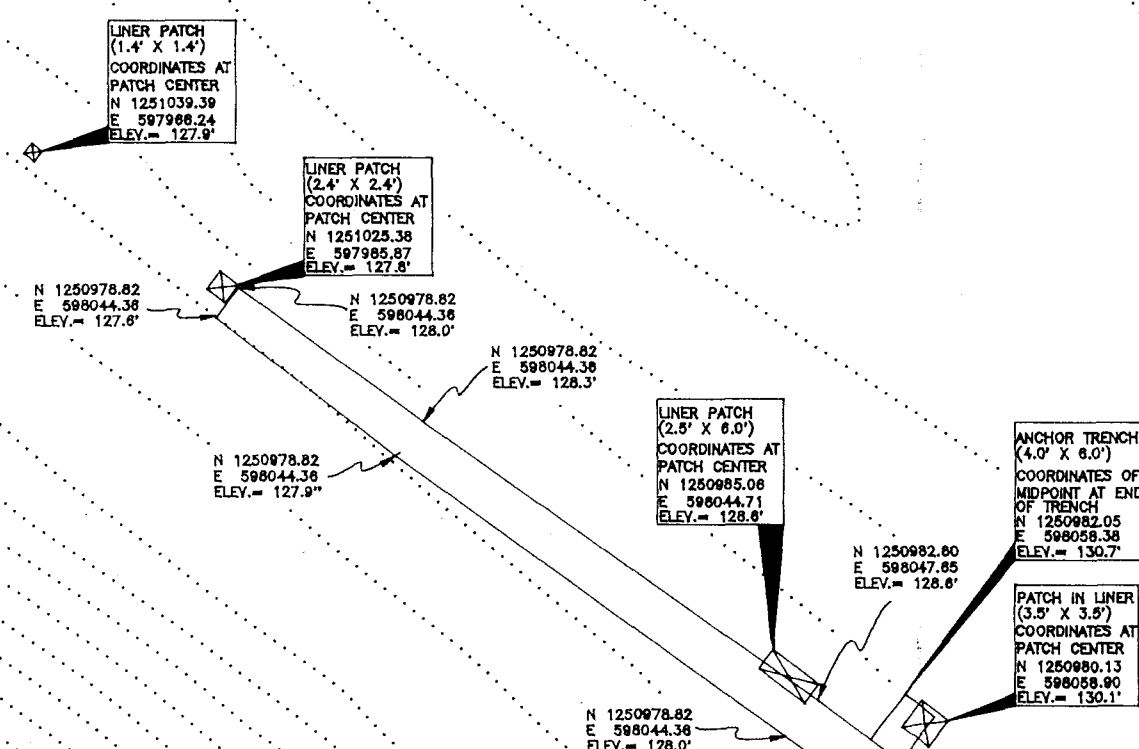 LINER PATCH
(1.4' X 1.4')
COORDINATES AT
PATCH CENTER
N 1251039.39
E 597966.24
ELEV.= 127.9'
LINER PATCH
(2.4' X 2.4')
COORDINATES AT
PATCH CENTER
N 1251025.38
E 597985.87
ELEV.= 127.8'
N 1250978.82
E 598044.36
ELEV.= 127.6'
N 1250978.82
E 598044.36
ELEV.= 128.0'
N 1250978.82
E 598044.36
ELEV.= 128.3'
N 1250978.82
E 598044.36
ELEV.= 127.9"
LINER PATCH
(2.5' X 6.0')
COORDINATES AT
PATCH CENTER
N 1250985.06
E 598044.71
ELEV.= 128.6'
N 1250982.60
E 598047.65
ELEV.= 128.6'
ANCHOR TRENCH
(4.0' X 6.0')
COORDINATES OF
MIDPOINT AT END
OF TRENCH
N 1250982.05
E 598058.38
ELEV.= 130.7'
PATCH IN LINER
(3.5' X 3.5')
COORDINATES AT
PATCH CENTER
N 1250980.13
E 598058.90
ELEV.= 130.1'
N 1250978.82
E 598044.36
ELEV.= 128.0'